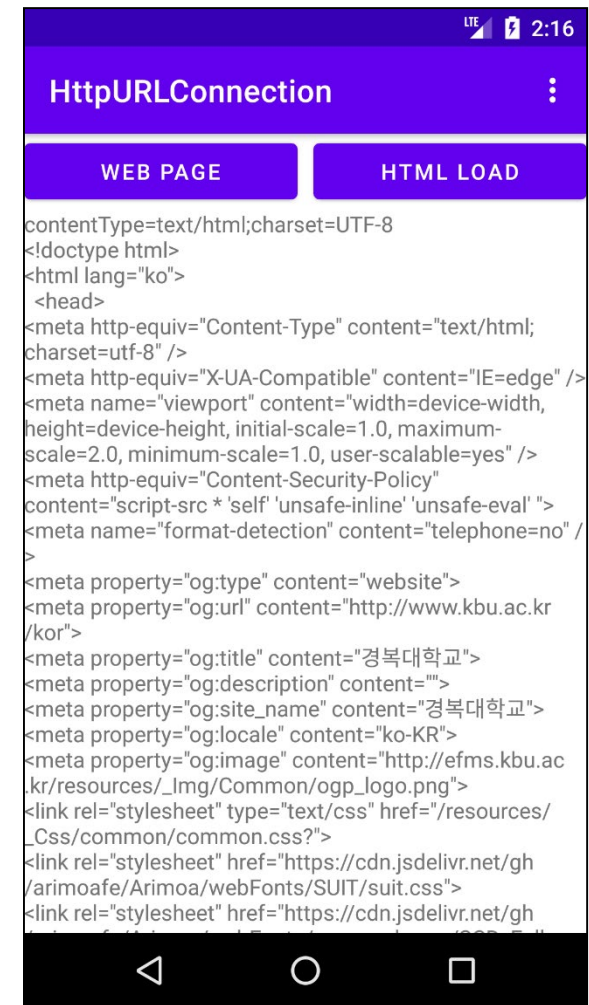 LTE 2:16
HttpURLConnection
WEB PAGE HTML LOAD
contentType=text/html;charset=UTF-8
<!doctype html>
<html lang="ko">
<head>
<meta http-equiv="Content-Type" content="text/html;
charset=utf-8" />
<meta http-equiv="X-UA-Compatible" content="IE=edge" />
<meta name="viewport" content="width=device-width,
height=device-height, initial-scale=1.0, maximum-
scale=2.0, minimum-scale=1.0, user-scalable=yes" />
<meta http-equiv="Content-Security-Policy"
content="script-src * 'self' 'unsafe-inline' 'unsafe-eval' ">
<meta name="format-detection" content="telephone=no" /
>
<meta property="og:type" content="website">
<meta property="og:url" content="http://www.kbu.ac.kr
/kor">
<meta property="og:title" content="경복대학교">
<meta property="og:description" content="">
<meta property="og:site_name" content="경복대학교">
<meta property="og:locale" content="ko-KR">
<meta property="og:image" content="http://efms.kbu.ac
.kr/resources/_Img/Common/ogp_logo.png">
<link rel="stylesheet" type="text/css" href="/resources/
_Css/common/common.css?">
<link rel="stylesheet" href="https://cdn.jsdelivr.net/gh
/arimoafe/Arimoa/webFonts/SUIT/suit.css">
<link rel="stylesheet" href="https://cdn.jsdelivr.net/gh